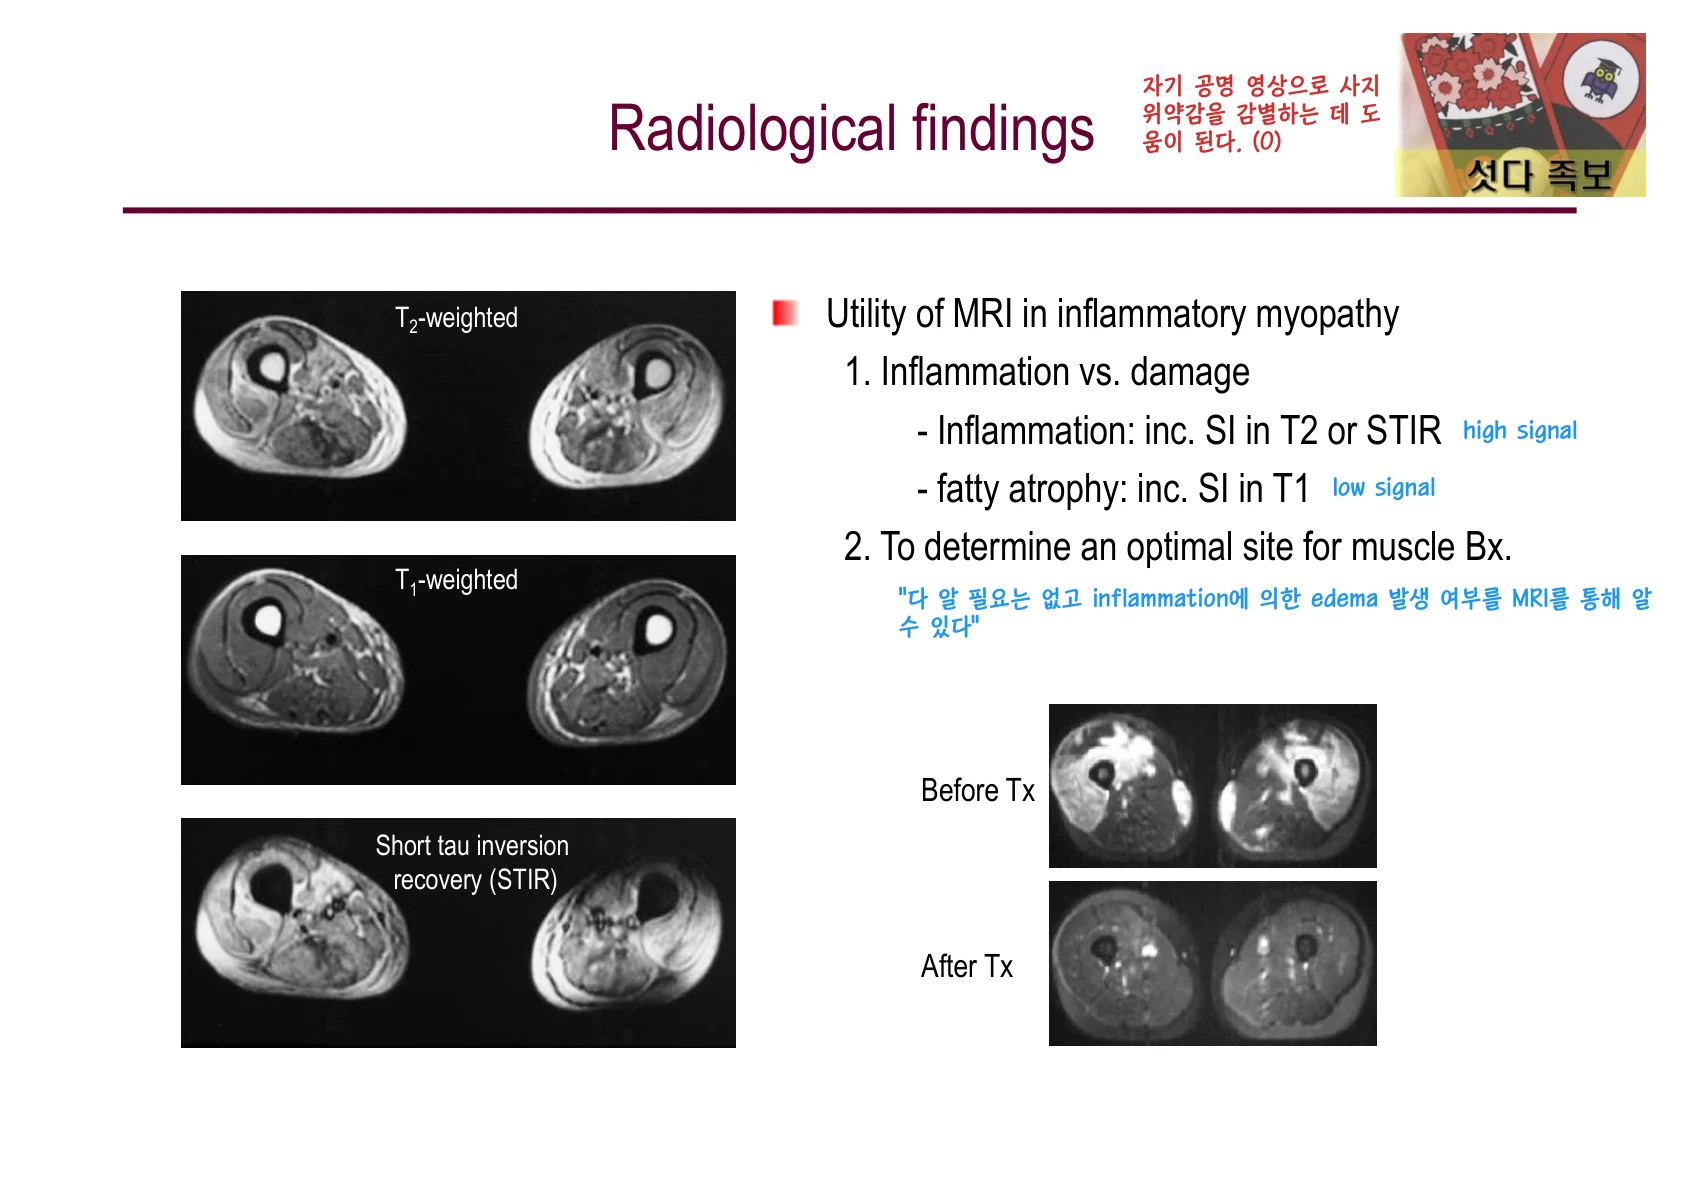 Radiological findings
자기 공명 영상으로 사지
위약감을 감별하는 데 도
움이 된다. (O)
섯다 족보
T2-weighted
T1-weighted
Short tau inversion
recovery (STIR)
Utility of MRI in inflammatory myopathy
1. Inflammation vs. damage
- Inflammation: inc. SI in T2 or STIR high signal
- fatty atrophy: inc. SI in T1 low signal
2. To determine an optimal site for muscle Bx.
"다 알 필요는 없고 inflammation에 의한 edema 발생 여부를 MRI를 통해 알
수 있다"
Before Tx
After Tx